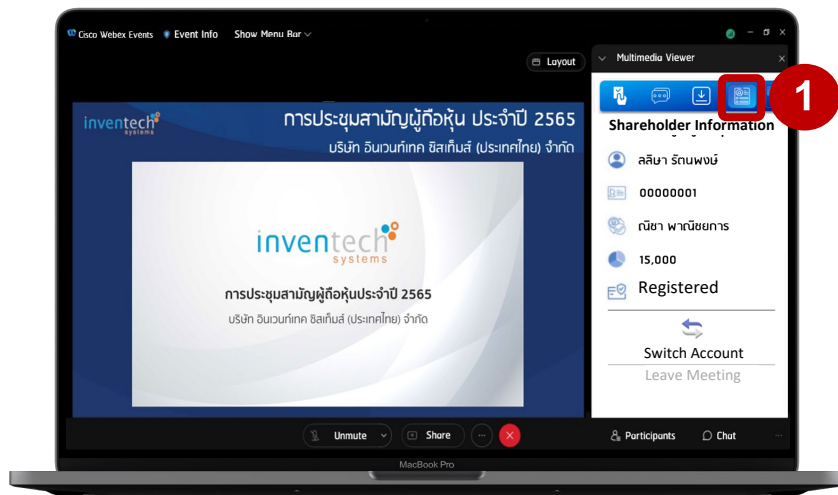 Cisco Webex Events Event Info Show Menu Bar
Layout
Multimedia Viewer
1
inventech
systems
การประชุมสามัญผู้ถือหุ้น ประจำปี 2565
บริษัท อินเวนท์เทค ซิสเท็มส์ (ประเทศไทย) จำกัด
inventech
systems
การประชุมสามัญผู้ถือหุ้นประจำปี 2565
บริษัท อินเวนท์เทค ซิสเท็มส์ (ประเทศไทย) จำกัด
Shareholder Information
ลลิษา รัตนพงษ์
00000001
ณิชา พาณิชยการ
15,000
Registered
Switch Account
Leave Meeting
Unmute Share
Participants Chat
MacBook Pro